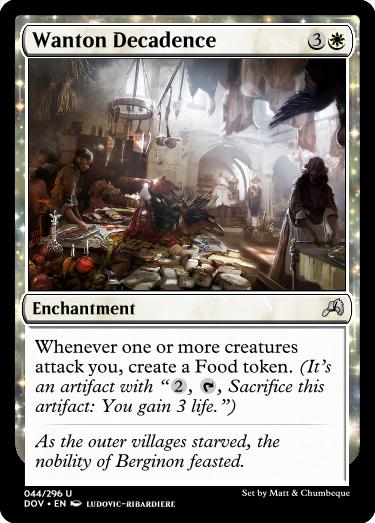 Wanton Decadence 3
Enchantment
Whenever one or more creatures
attack you, create a Food token. (It's
an artifact with “2, , Sacrifice this
artifact: You gain 3 life.”)
As the outer villages starved, the
nobility of Berginon feasted.
044/296 U
DOV • EN LUDOVIC-RIBARDIERE
Set by Matt & Chumbeque